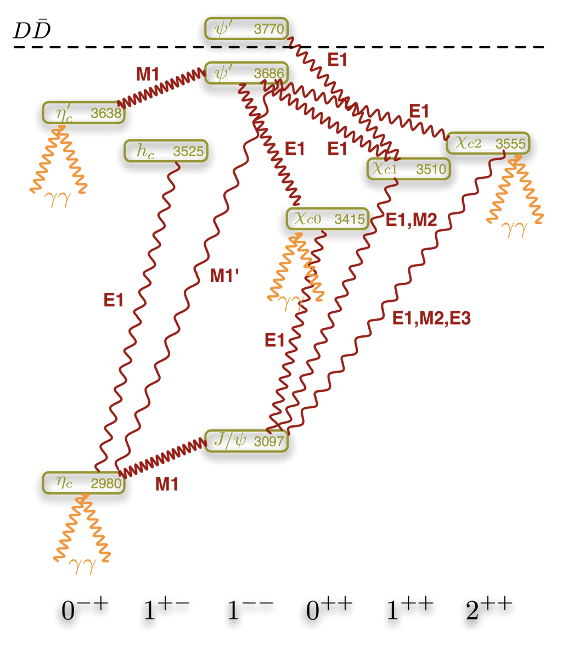 DD̄
ψ′ 3770
E1
M1
ψ′ 3686
η′c 3638
E1
χc2 3555
hc 3525
E1
E1
χc1 3510
γγ
χc0 3415
E1,M2
γγ
M1'
E1
γγ
E1,M2,E3
E1
J/ψ 3097
ηc 2980
M1
γγ
0⁻⁺ 1⁺⁻ 1⁻⁻ 0⁺⁺ 1⁺⁺ 2⁺⁺